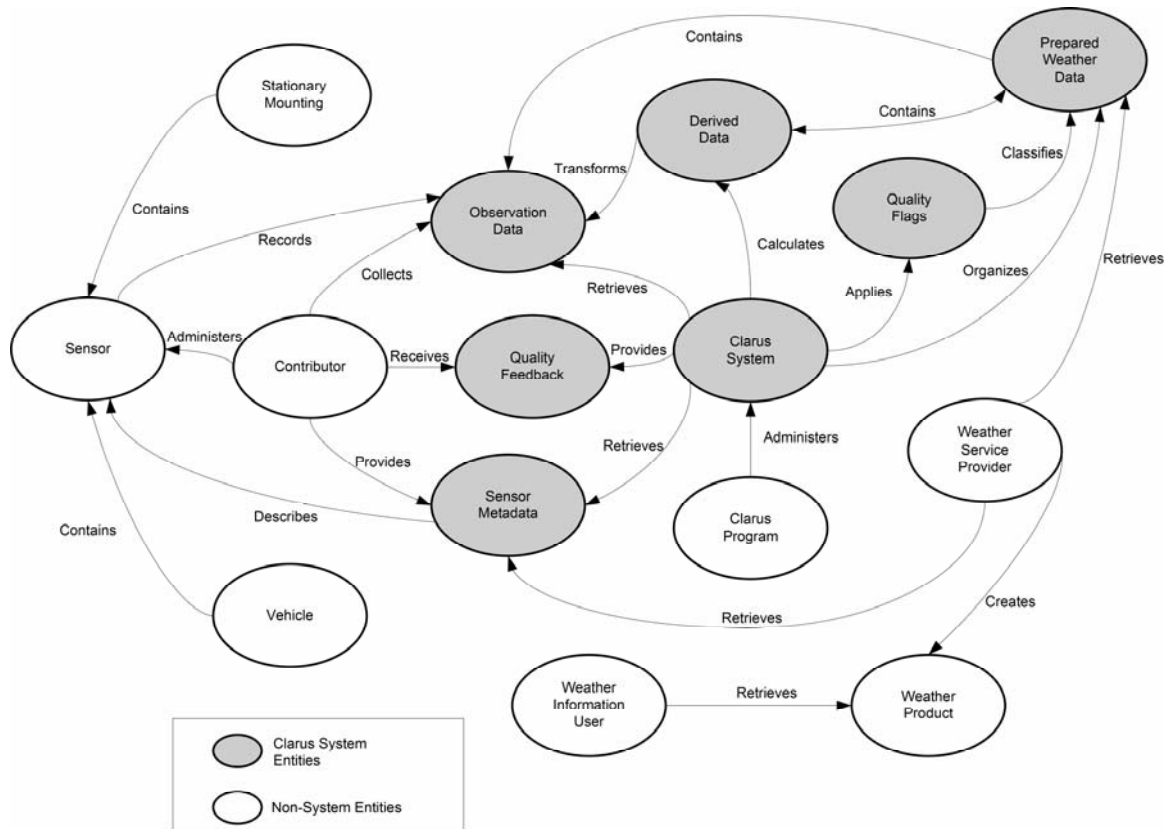 Contains
Prepared
Weather
Data
Stationary
Mounting
Derived
Data
Contains
Classifies
Transforms
Quality
Flags
Contains
Observation
Data
Records
Calculates
Retrieves
Collects
Retrieves
Applies
Organizes
Sensor
Administers
Contributor
Receives
Quality
Feedback
Provides
Clarus
System
Provides
Retrieves
Administers
Weather
Service
Provider
Contains
Describes
Sensor
Metadata
Clarus
Program
Vehicle
Retrieves
Creates
Weather
Information
User
Retrieves
Weather
Product
Clarus System
Entities
Non-System Entities